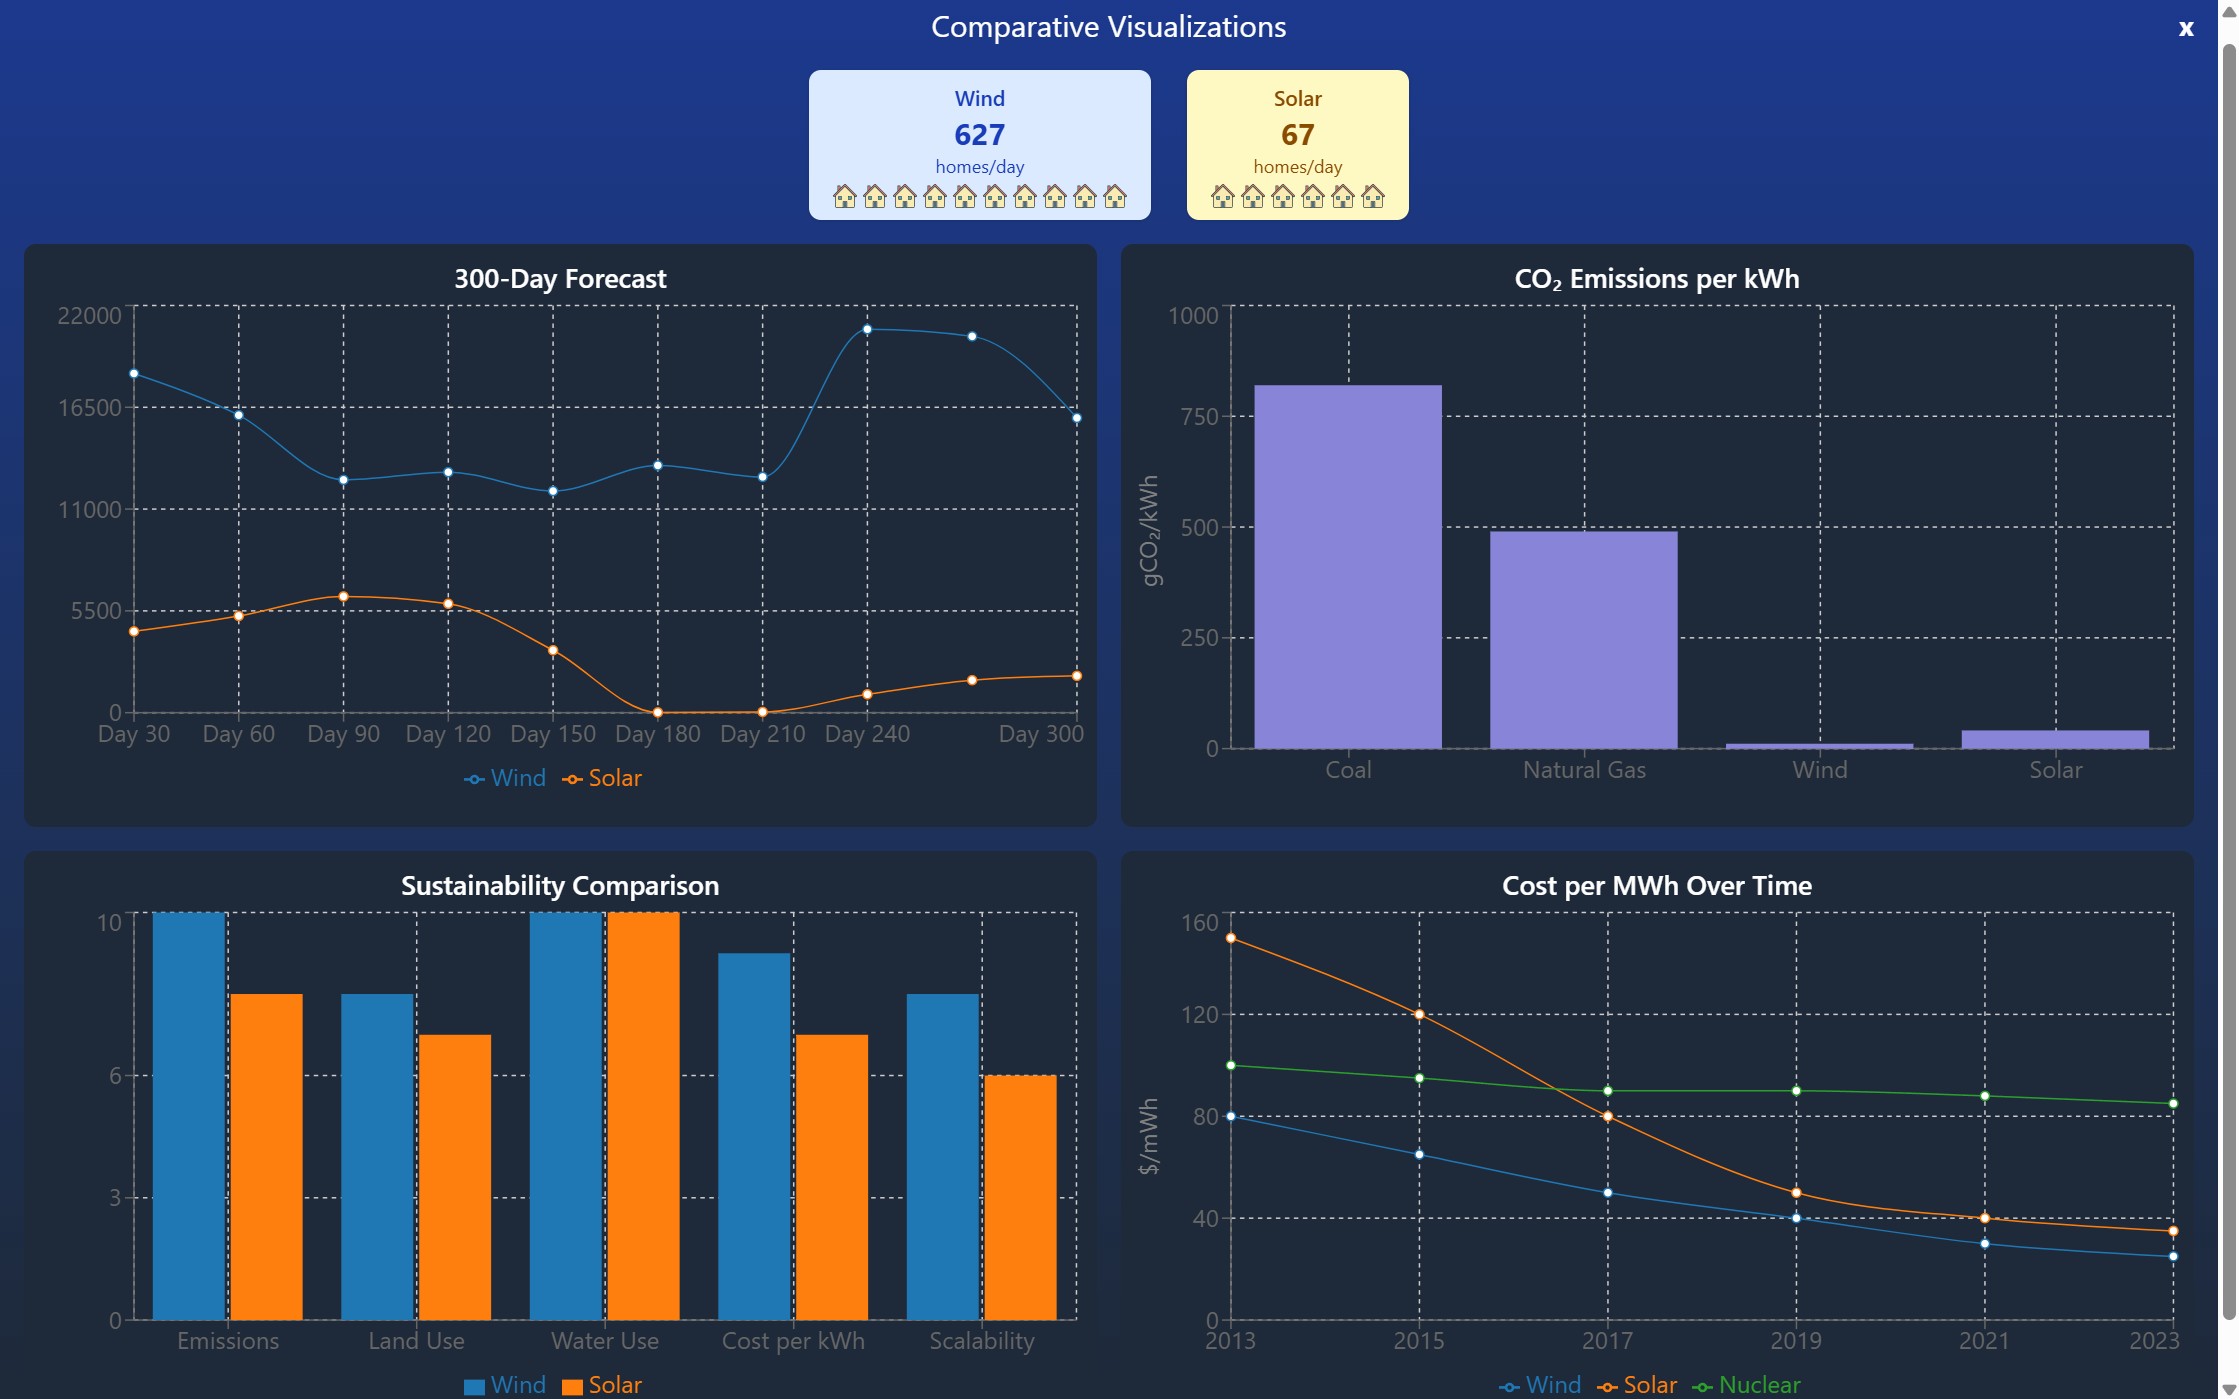 Comparative Visualizations
x
Wind
627
homes/day
Solar
67
homes/day
300-Day Forecast
22000
16500
11000
5500
0
Day 30 Day 60 Day 90 Day 120 Day 150 Day 180 Day 210 Day 240 Day 300
Wind Solar
CO₂ Emissions per kWh
1000
750
500
250
0
gCO₂/kWh
Coal Natural Gas Wind Solar
Sustainability Comparison
10
6
3
0
Emissions Land Use Water Use Cost per kWh Scalability
Wind Solar
Cost per MWh Over Time
160
120
80
40
0
$/mWh
2013 2015 2017 2019 2021 2023
Wind Solar Nuclear